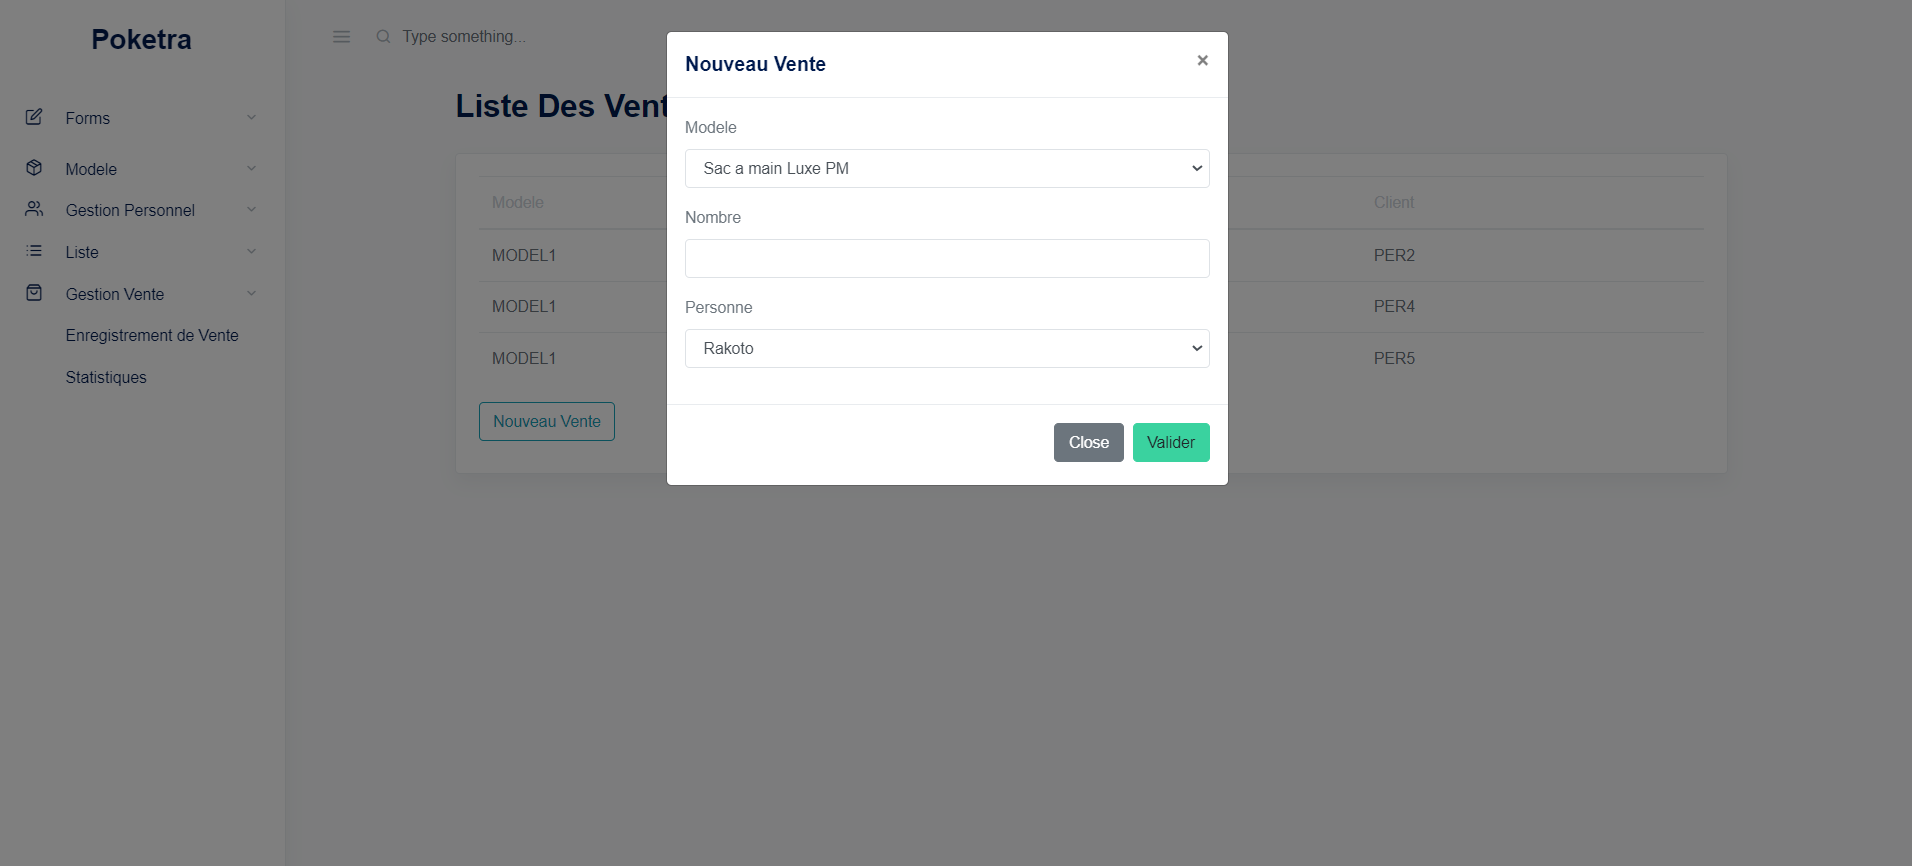 Poketra
Forms
Modele
Gestion Personnel
Liste
Gestion Vente
Enregistrement de Vente
Statistiques
Type something...
Liste Des Vent
Modele
Client
MODEL1
PER2
MODEL1
PER4
MODEL1
PER5
Nouveau Vente
Nouveau Vente
×
Modele
Sac a main Luxe PM
Nombre
Personne
Rakoto
Close
Valider